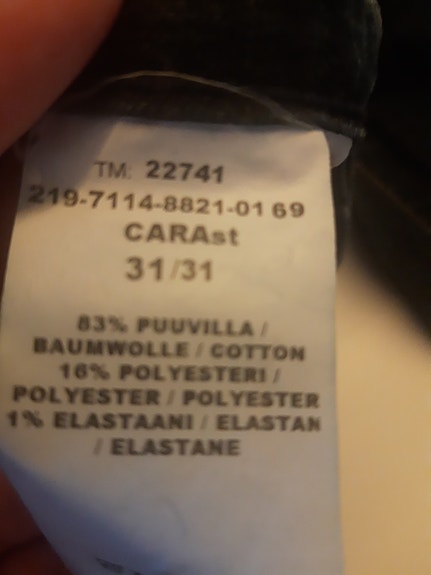 TM: 22741
219-7114-8821-01 69
CARAst
31/31
83% PUUVILLA /
BAUMWOLLE / COTTON
16% POLYESTERI /
POLYESTER / POLYESTER
1% ELASTAANI / ELASTAN
/ ELASTANE